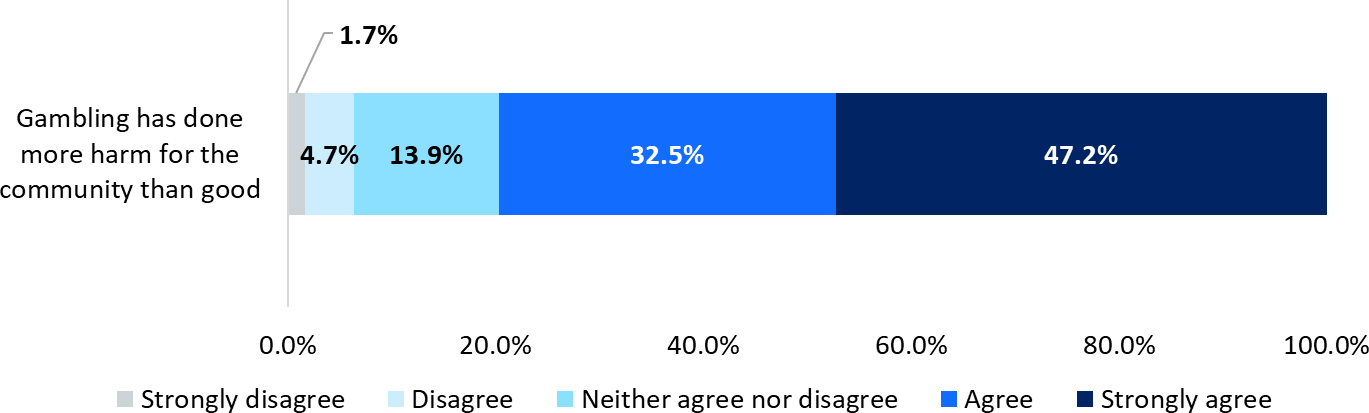 1.7%
Gambling has done
more harm for the
community than good
4.7% 13.9% 32.5% 47.2%
0.0% 20.0% 40.0% 60.0% 80.0% 100.0%
Strongly disagree Disagree Neither agree nor disagree Agree Strongly agree